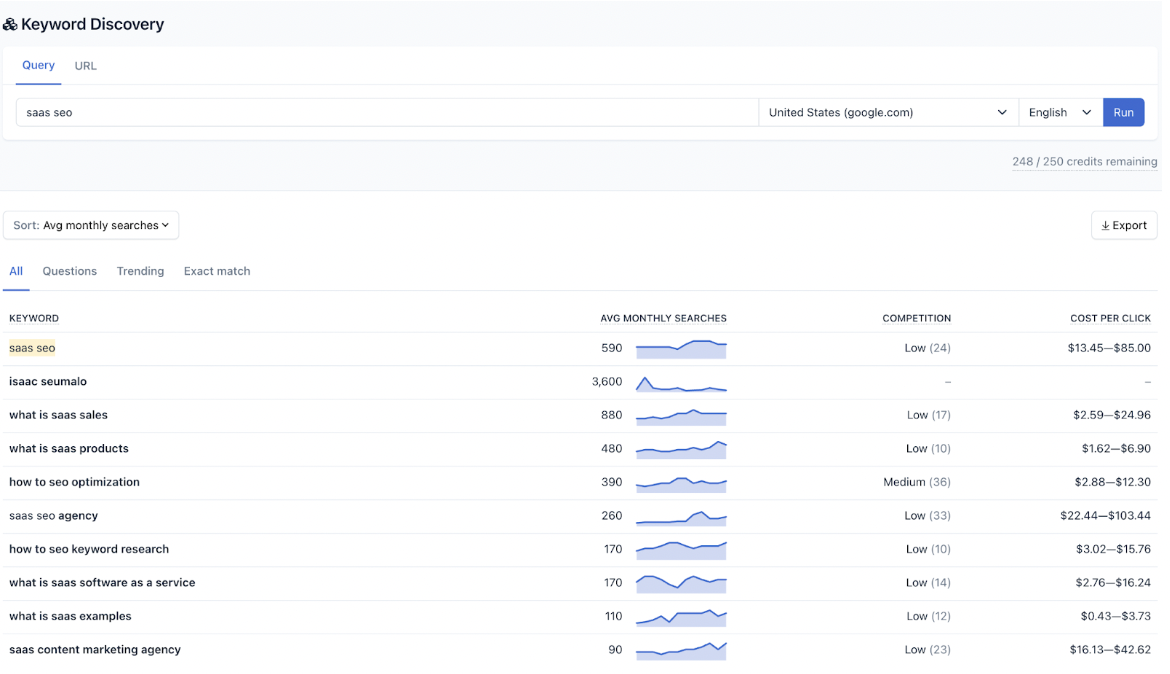 Keyword Discovery
Query URL
saas seo United States (google.com) English Run
248 / 250 credits remaining
Sort: Avg monthly searches Export
All Questions Trending Exact match
KEYWORD AVG MONTHLY SEARCHES COMPETITION COST PER CLICK
saas seo 590 Low (24) $13.45—$85.00
isaac seumalo 3,600 – –
what is saas sales 880 Low (17) $2.59—$24.96
what is saas products 480 Low (10) $1.62—$6.90
how to seo optimization 390 Medium (36) $2.88—$12.30
saas seo agency 260 Low (33) $22.44—$103.44
how to seo keyword research 170 Low (10) $3.02—$15.76
what is saas software as a service 170 Low (14) $2.76—$16.24
what is saas examples 110 Low (12) $0.43—$3.73
saas content marketing agency 90 Low (23) $16.13—$42.62